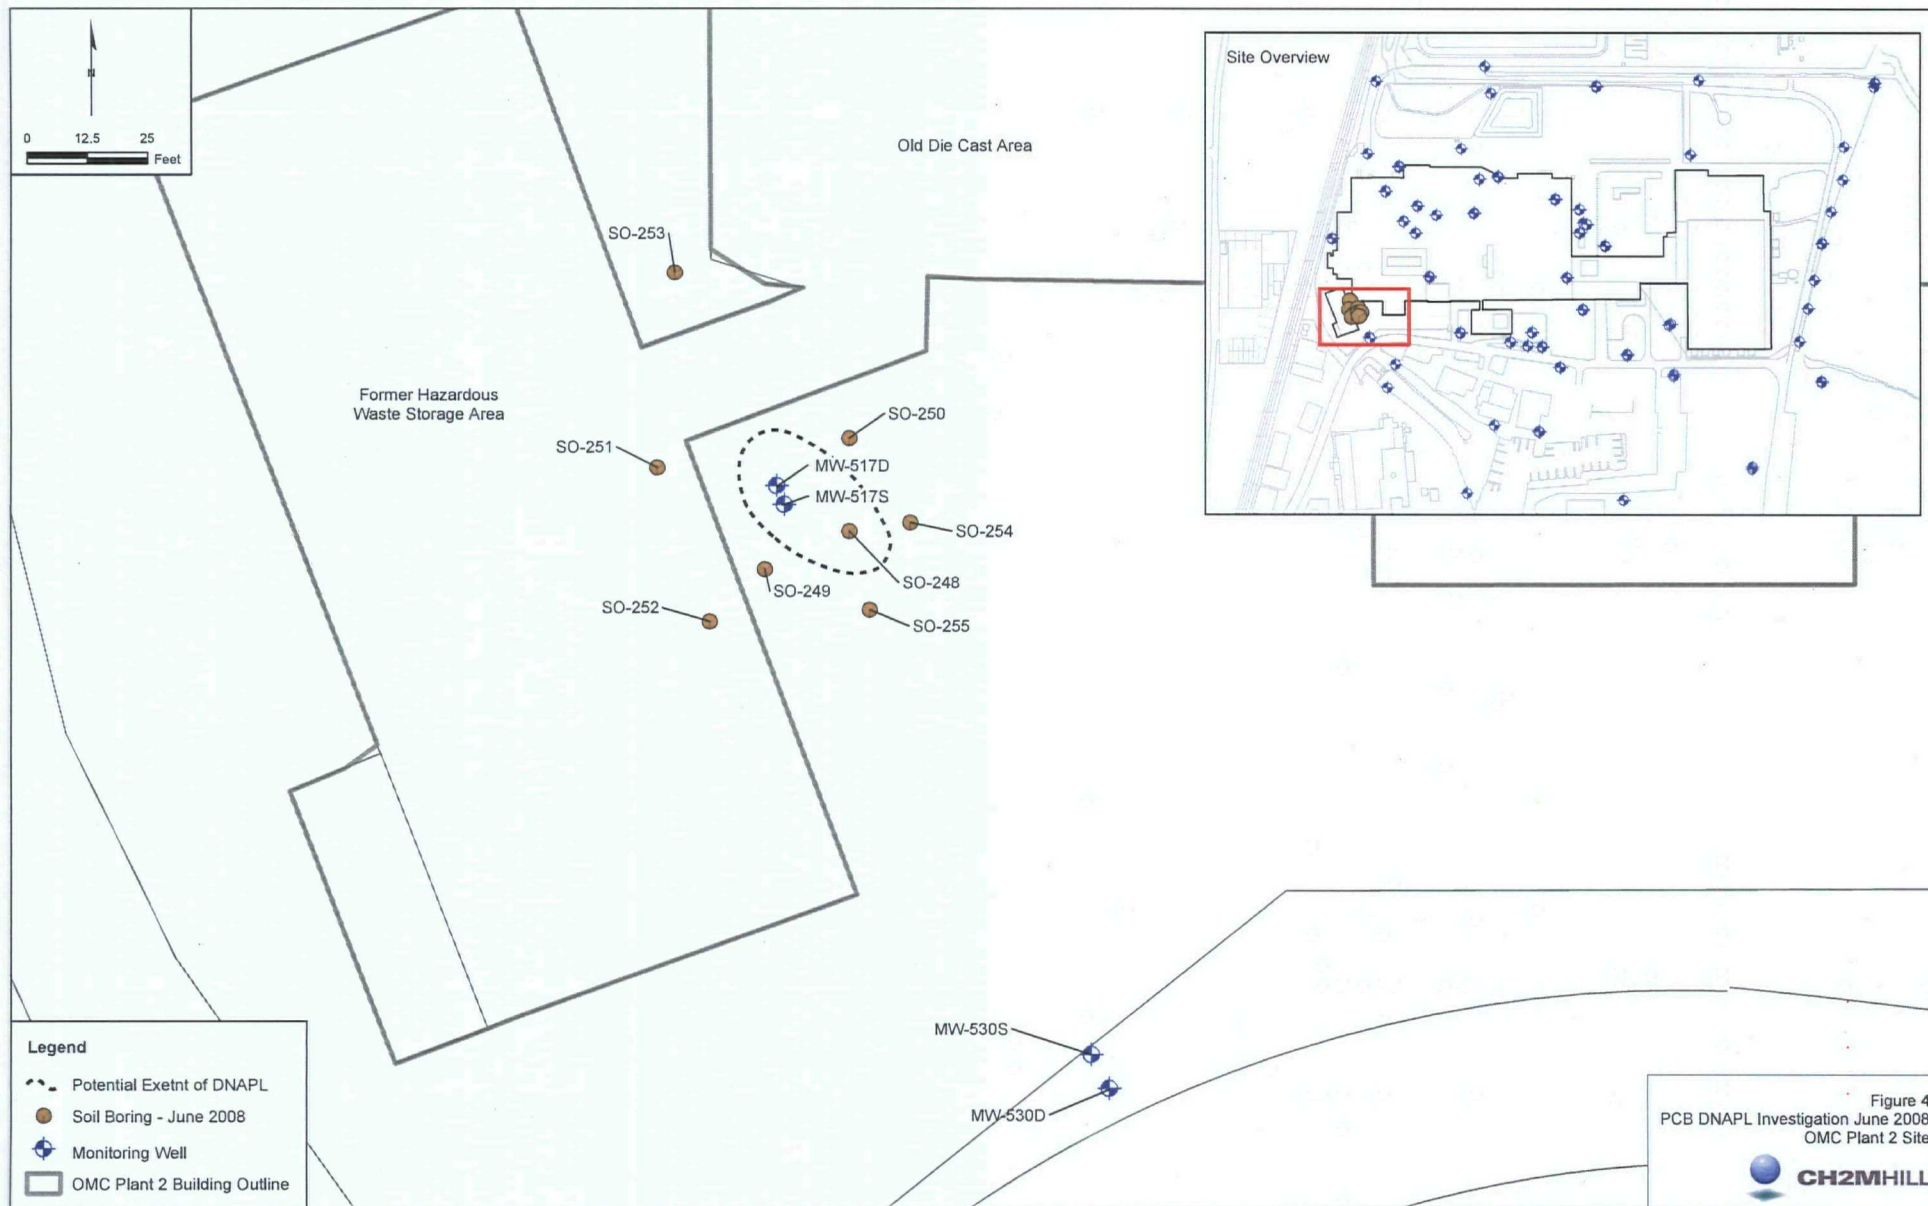 N
0 12.5 25
Feet
Site Overview
Old Die Cast Area
SO-253
Former Hazardous
Waste Storage Area
SO-250
SO-251
MW-517D
MW-517S
SO-254
SO-248
SO-249
SO-252
SO-255
MW-530S
MW-530D
Legend
Potential Exetnt of DNAPL
Soil Boring - June 2008
Monitoring Well
OMC Plant 2 Building Outline
Figure 4
PCB DNAPL Investigation June 2008
OMC Plant 2 Site
CH2MHILL